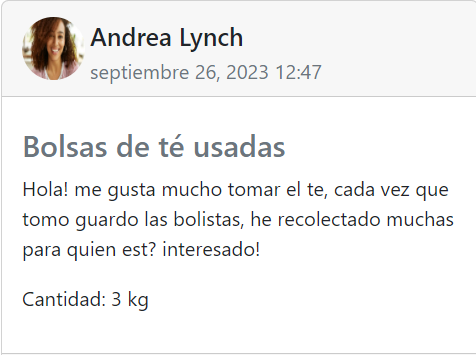 Andrea Lynch
septiembre 26, 2023 12:47
Bolsas de té usadas
Hola! me gusta mucho tomar el te, cada vez que
tomo guardo las bolistas, he recolectado muchas
para quien est? interesado!
Cantidad: 3 kg